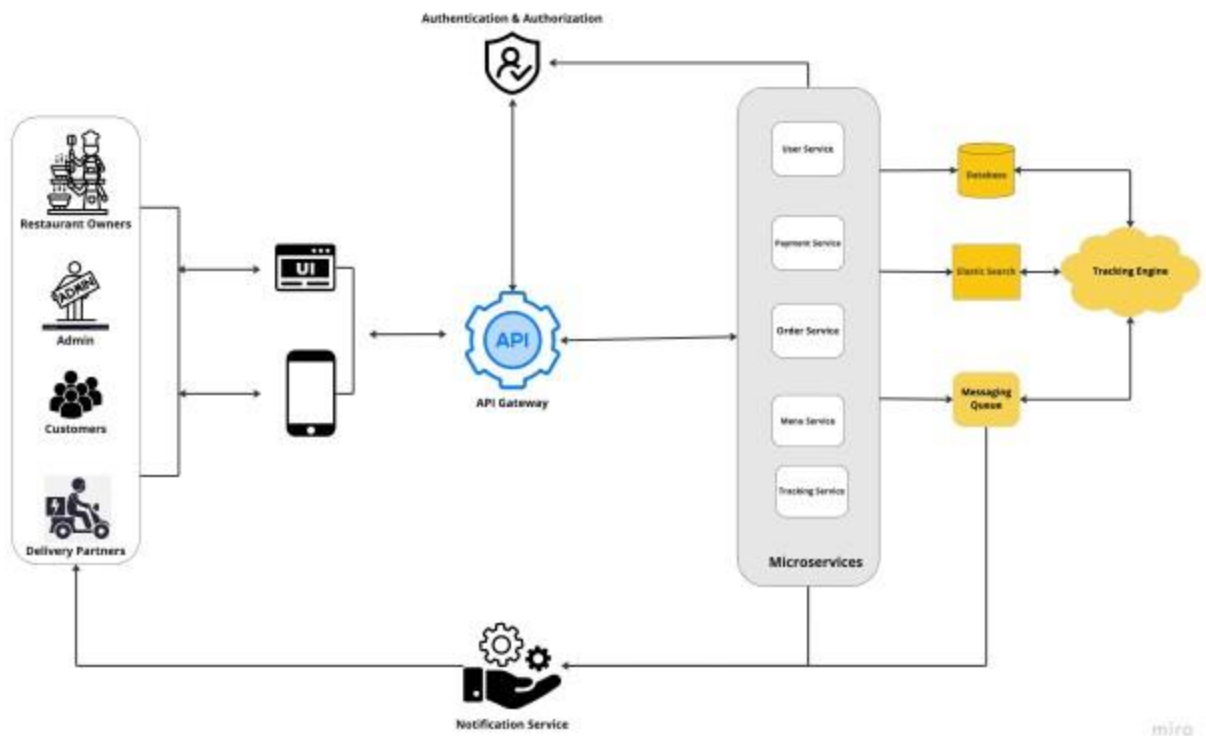 Authentication & Authorization
Restaurant Owners
ADMIN
Admin
Customers
Delivery Partners
UI
API
API Gateway
User Service
Payment Service
Order Service
Menu Service
Tracking Service
Microservices
Database
Elastic Search
Messaging
Queue
Tracking Engine
Notification Service
miro